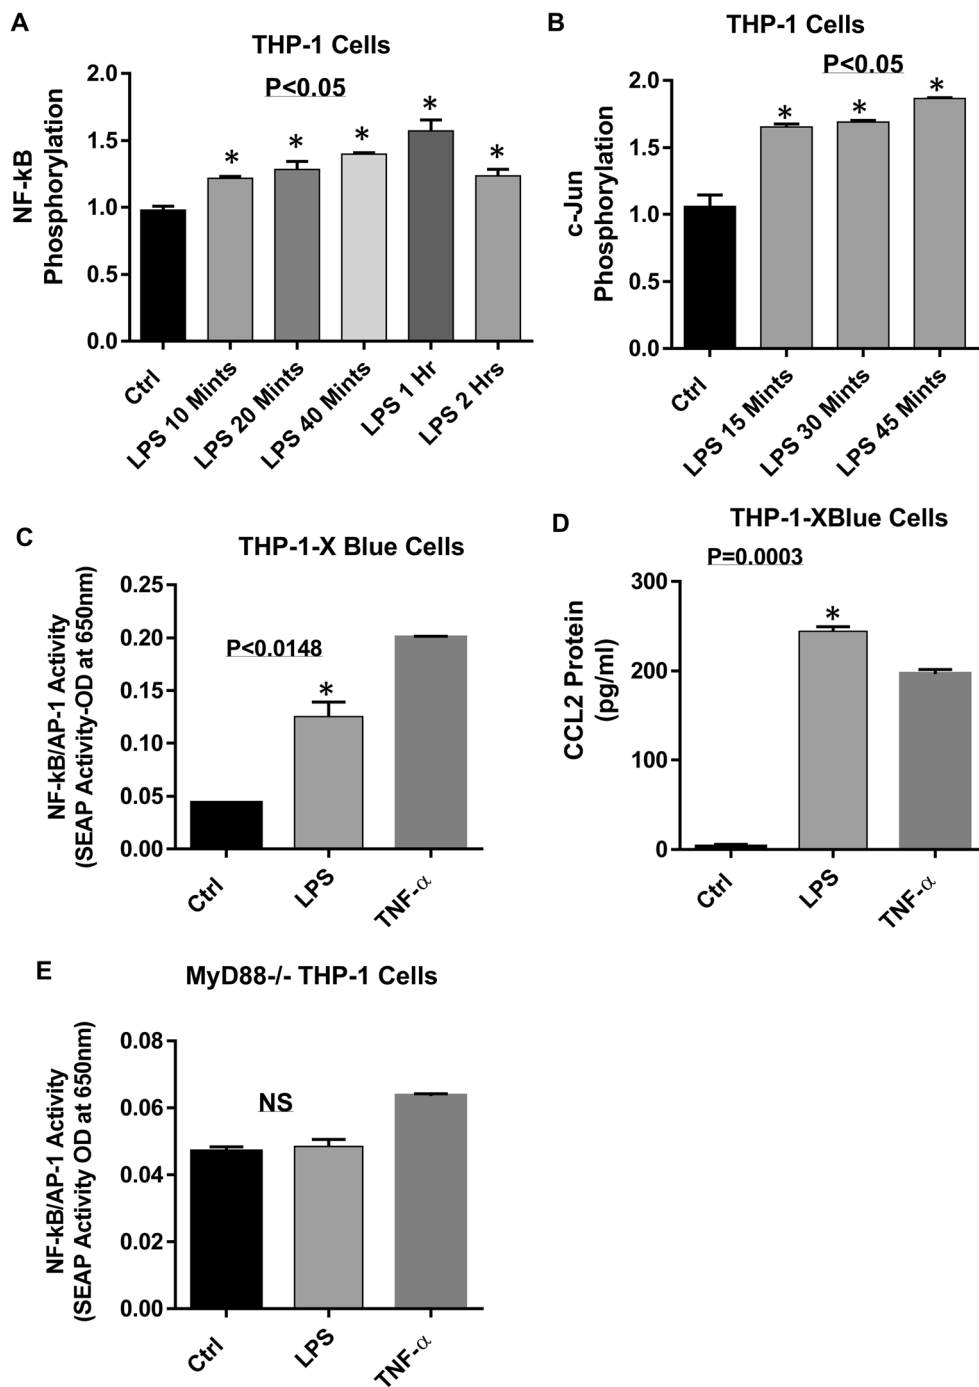 A
THP-1 Cells
P<0.05
NF-kB
Phosphorylation
2.0
1.5
1.0
0.5
0.0
*
*
*
*
*
Ctrl
LPS 10 Mints
LPS 20 Mints
LPS 40 Mints
LPS 1 Hr
LPS 2 Hrs
B
THP-1 Cells
P<0.05
c-Jun
Phosphorylation
2.0
1.5
1.0
0.5
0.0
*
*
*
Ctrl
LPS 15 Mints
LPS 30 Mints
LPS 45 Mints
C
THP-1-X Blue Cells
P<0.0148
NF-kB/AP-1 Activity
(SEAP Activity-OD at 650nm)
0.25
0.20
0.15
0.10
0.05
0.00
*
Ctrl
LPS
TNF-α
D
THP-1-XBlue Cells
P=0.0003
CCL2 Protein
(pg/ml)
300
200
100
0
*
Ctrl
LPS
TNF-α
E
MyD88-/- THP-1 Cells
NS
NF-kB/AP-1 Activity
(SEAP Activity OD at 650nm)
0.08
0.06
0.04
0.02
0.00
Ctrl
LPS
TNF-α